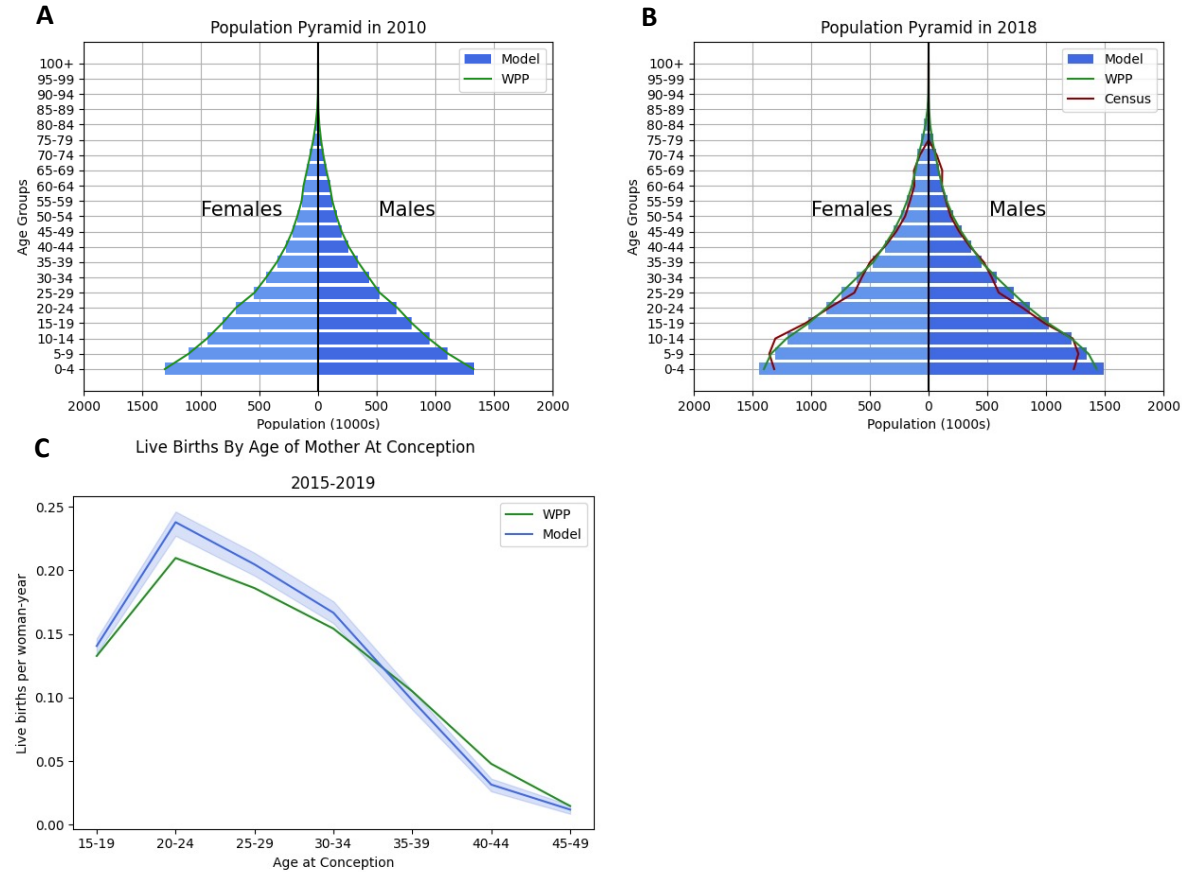 A
Population Pyramid in 2010
Model
WPP
100+
95-99
90-94
85-89
80-84
75-79
70-74
65-69
60-64
55-59
50-54
45-49
40-44
35-39
30-34
25-29
20-24
15-19
10-14
5-9
0-4
Age Groups
Females
Males
2000 1500 1000 500 0 500 1000 1500 2000
Population (1000s)
B
Population Pyramid in 2018
Model
WPP
Census
100+
95-99
90-94
85-89
80-84
75-79
70-74
65-69
60-64
55-59
50-54
45-49
40-44
35-39
30-34
25-29
20-24
15-19
10-14
5-9
0-4
Age Groups
Females
Males
2000 1500 1000 500 0 500 1000 1500 2000
Population (1000s)
C
Live Births By Age of Mother At Conception
2015-2019
WPP
Model
0.25
0.20
0.15
0.10
0.05
0.00
Live births per woman-year
15-19 20-24 25-29 30-34 35-39 40-44 45-49
Age at Conception